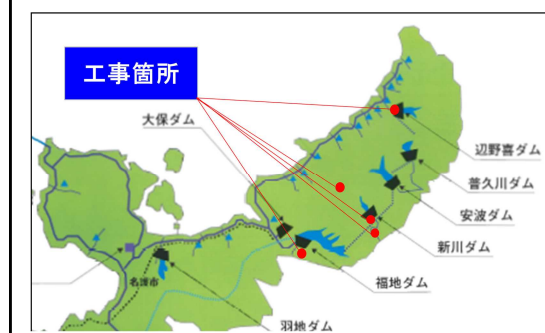 工事箇所
大保ダム
辺野喜ダム
普久川ダム
安波ダム
新川ダム
福地ダム
名護市
羽地ダム